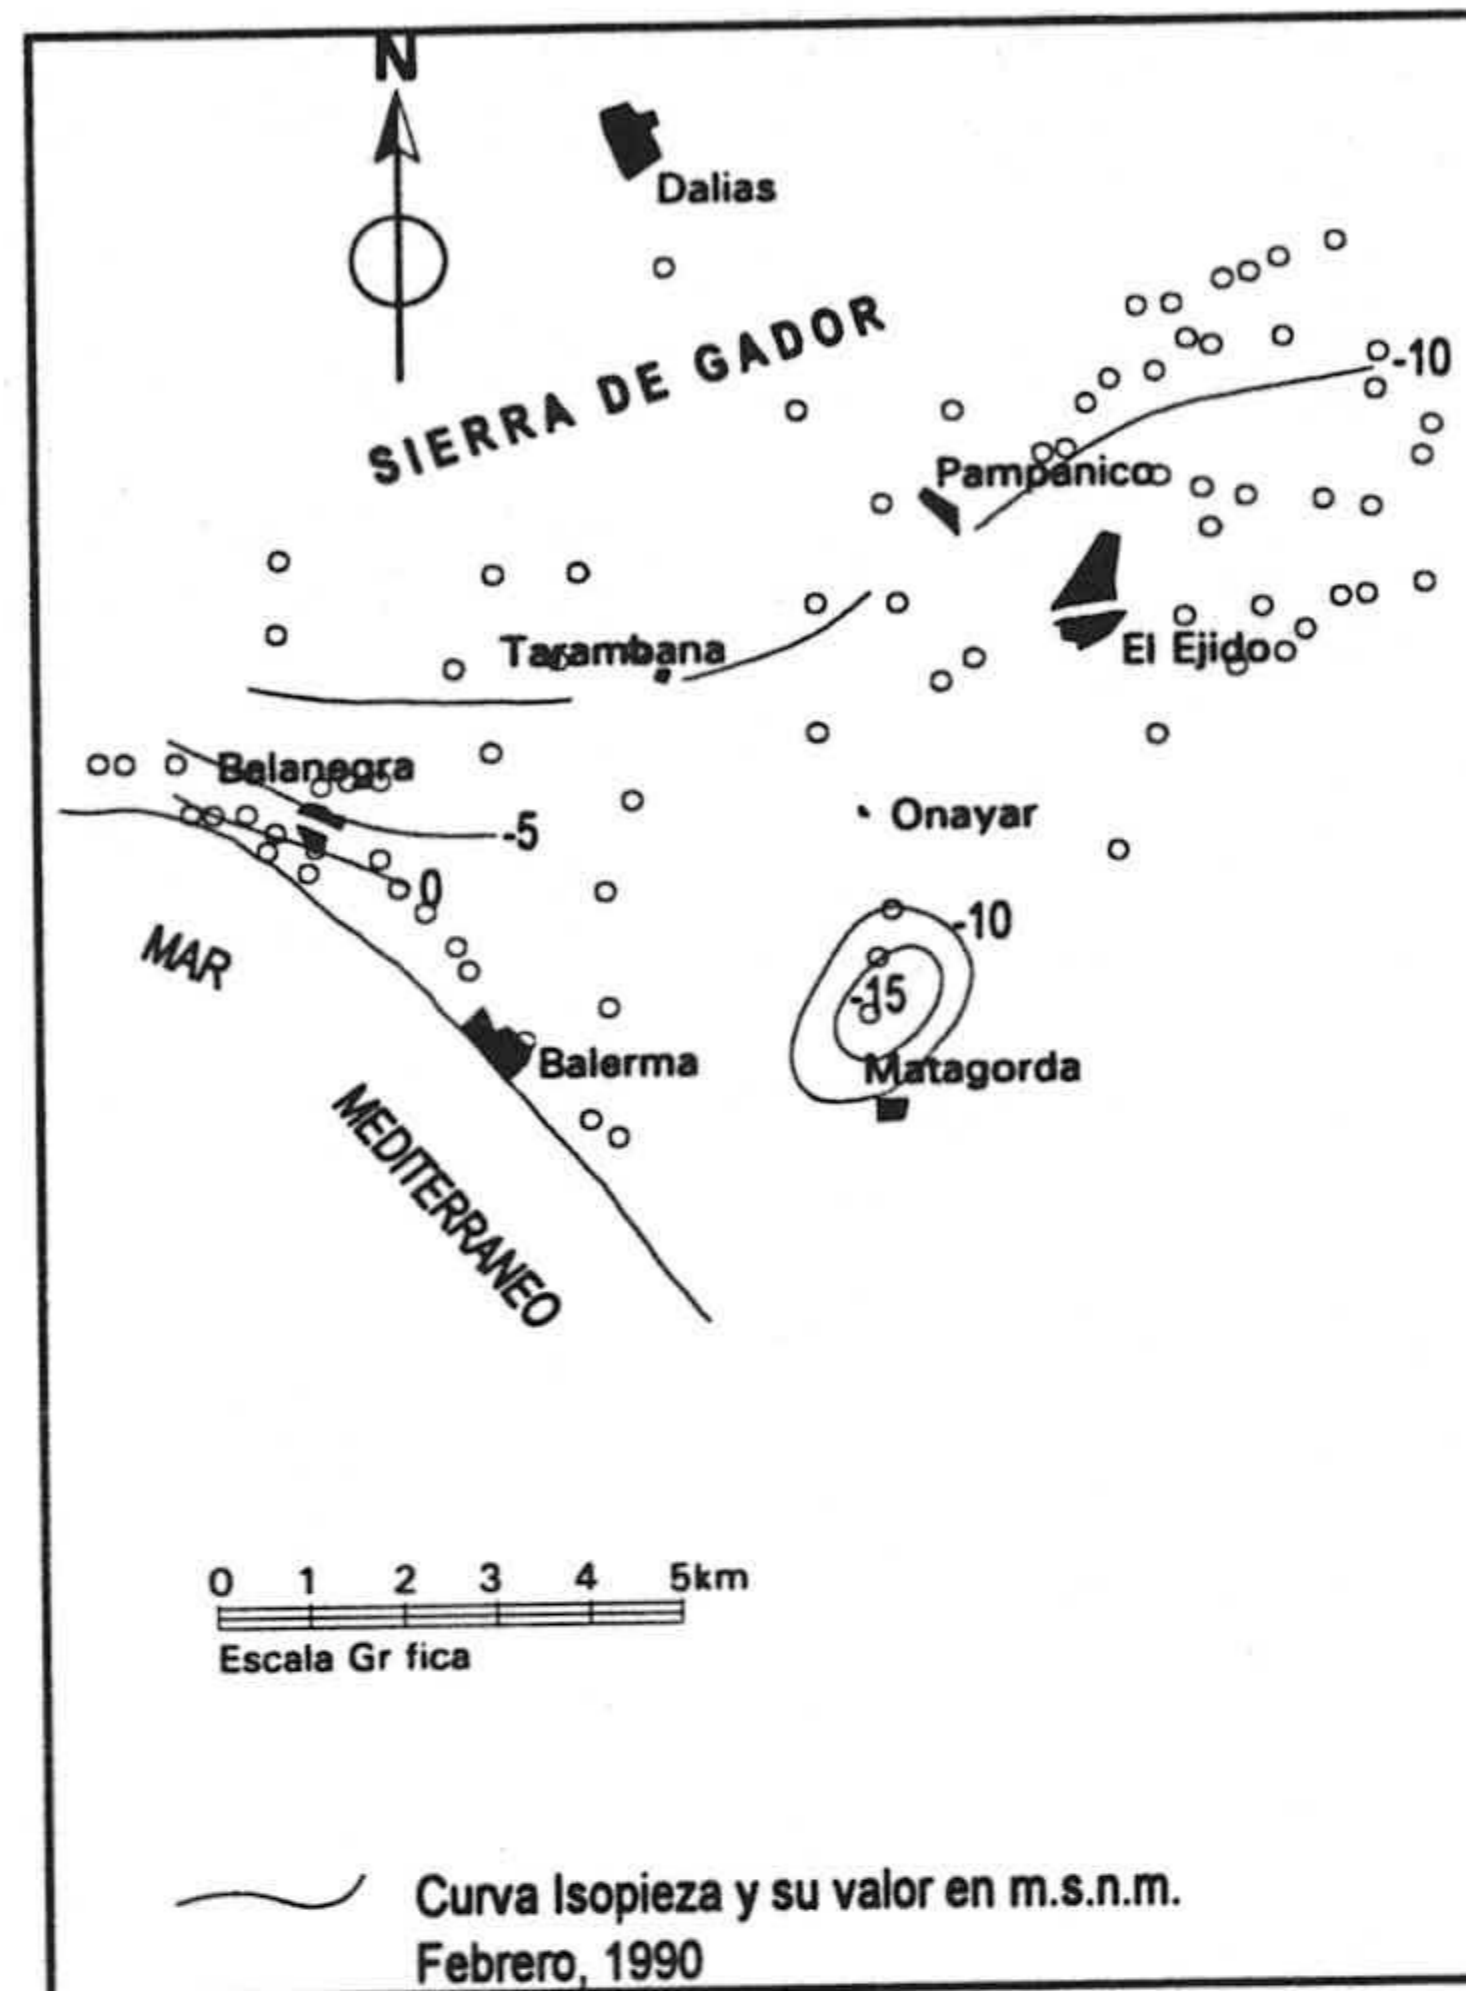 N
Dalias
SIERRA DE GADOR
-10
Pampanico
Tarambana
El Ejido
Balanegra
-5
Onayar
0
-10
MAR
-15
Balerma
Matagorda
MEDITERRANEO
0 1 2 3 4 5km
Escala Gr fica
Curva Isopieza y su valor en m.s.n.m.
Febrero, 1990